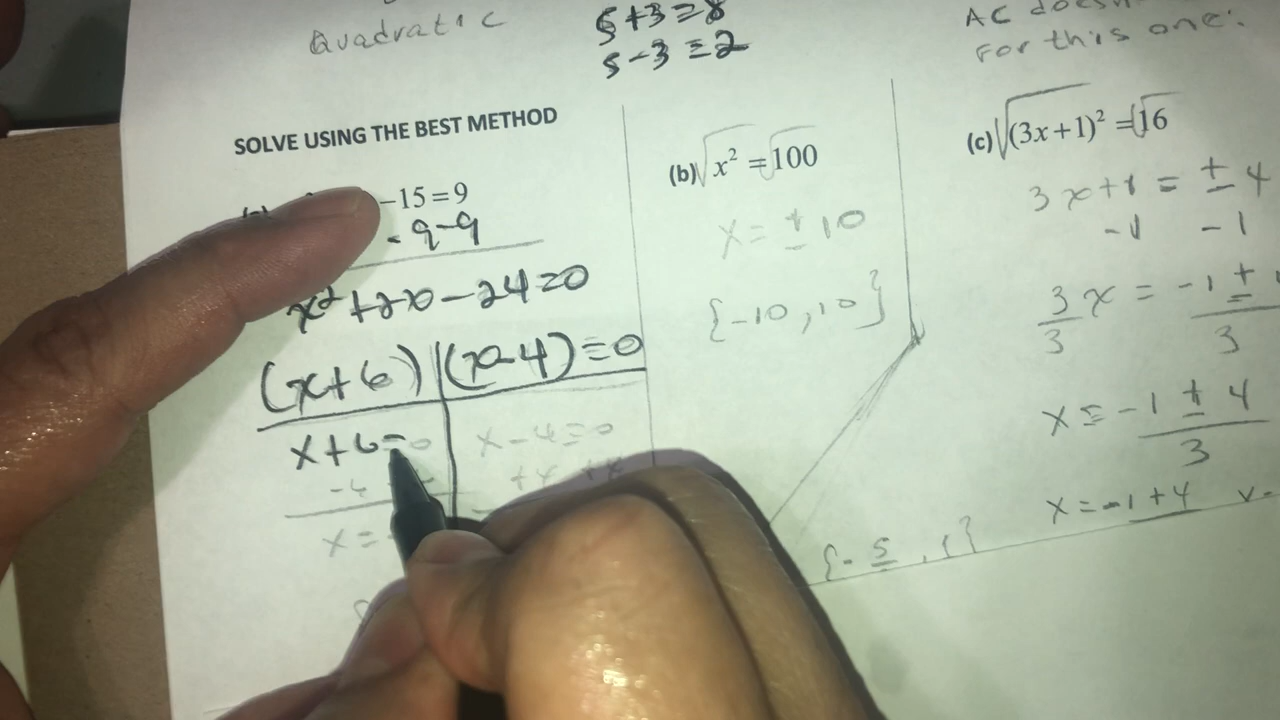 Quadratic
5+3=8
5-3=2
AC doesn
for this one:
SOLVE USING THE BEST METHOD
-15=9
-9-9
x²+2x-24=0
(x+6)(x-4)=0
x+6=0
x-4=0
x=
(b) √x² = √100
x=±10
{-10,10}
(c) √(3x+1)² = √16
3x+1 = ±4
-1 -1
3x = -1 ±
3 3
x = -1 ± 4
3
x = -1+4
{-5, 1}